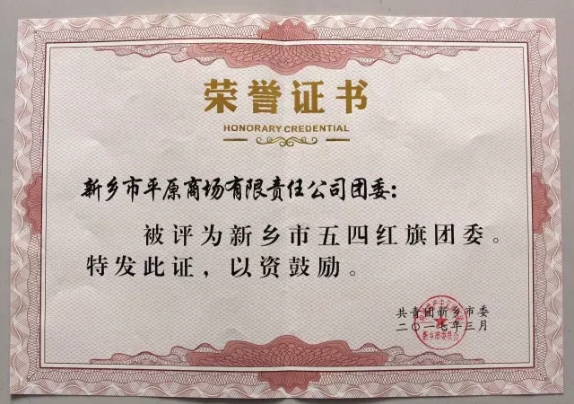 荣誉证书
HONORARY CREDENTIAL
新乡市平原商场有限责任公司团委:
被评为新乡市五四红旗团委。
特发此证,以资鼓励。
共青团新乡市委
二〇一七年三月